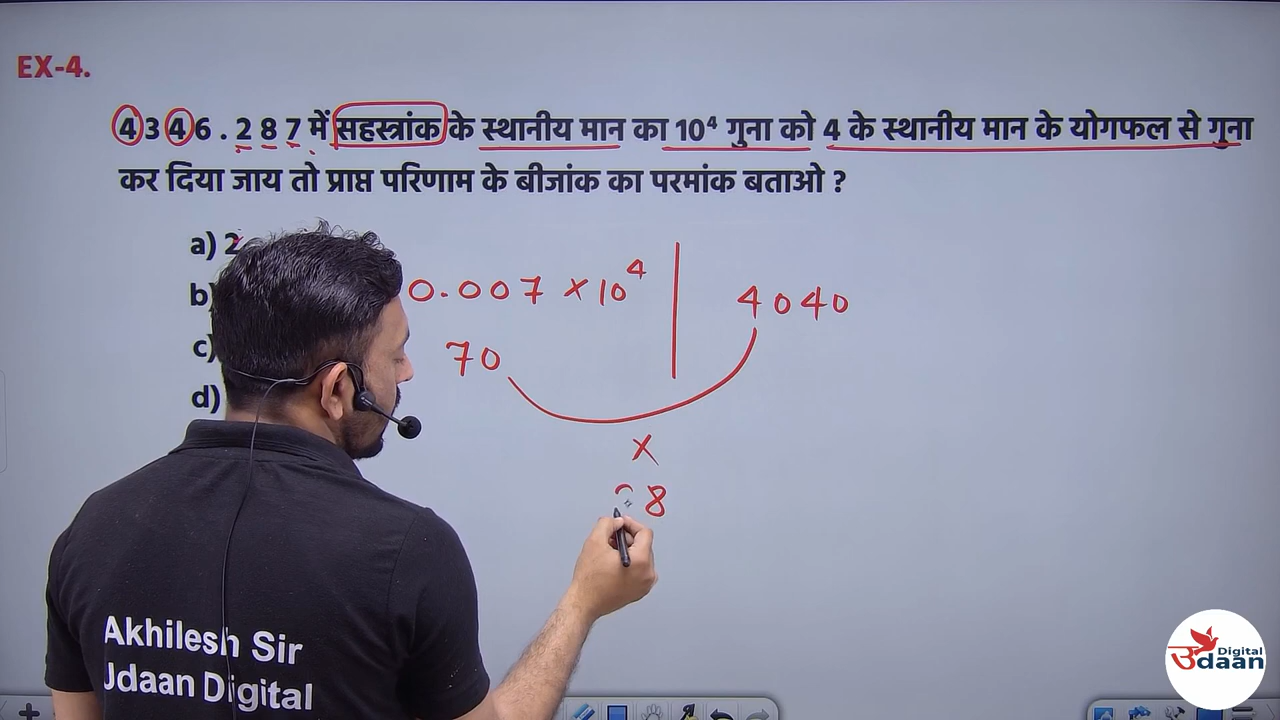 EX-4.
4346.287 में सहस्त्रांक के स्थानीय मान का 10⁴ गुना को 4 के स्थानीय मान के योगफल से गुना
कर दिया जाय तो प्राप्त परिणाम के बीजांक का परमांक बताओ ?
a) 2
b)
c)
d)
0.007 × 10⁴
4040
70
×
8
Akhilesh Sir
Udaan Digital
Digital
उdaan